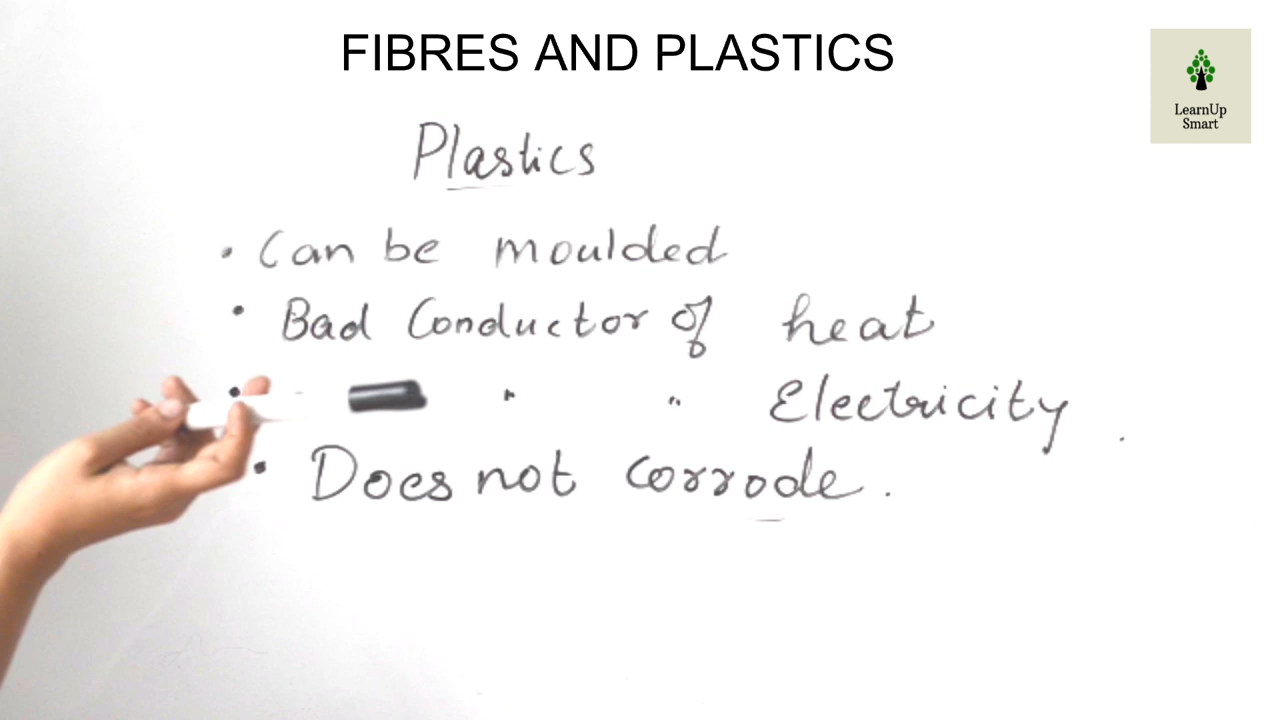 FIBRES AND PLASTICS
LearnUp
Smart
Plastics
• Can be moulded
• Bad Conductor of heat
• " " Electricity.
• Does not corrode.